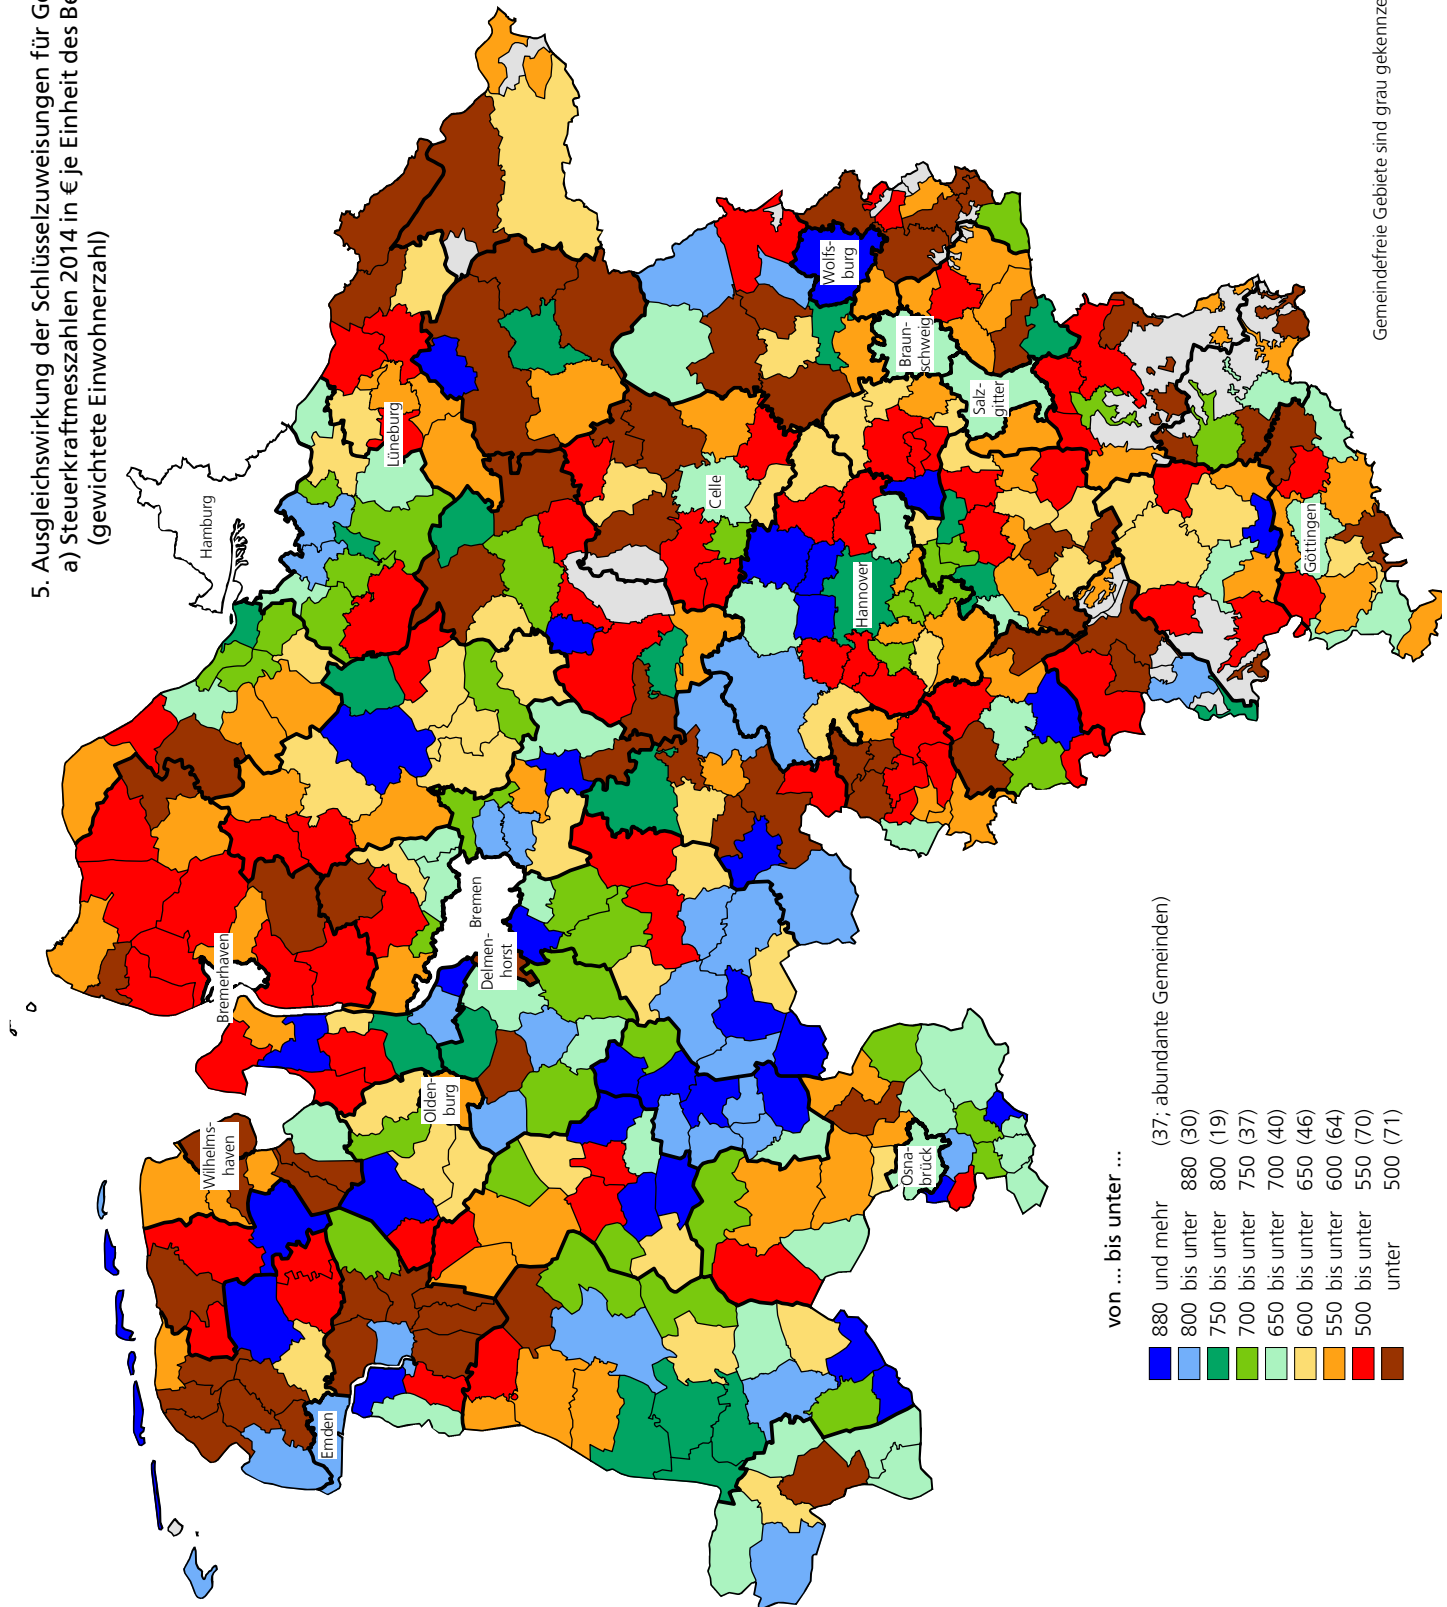 5. Ausgleichswirkung der Schlüsselzuweisungen für
a) Steuerkraftmesszahlen 2014 in € je Einheit des
(gewichtete Einwohnerzahl)
Hamburg
Lüneburg
Bremerhaven
Wilhelms-
haven
Emden
Olden-
burg
Bremen
Delmen-
horst
Celle
Wolfs-
burg
Braun-
schweig
Salz-
gitter
Hannover
Osna-
brück
Göttingen
von ... bis unter ...
880 und mehr (37; abundante Gemeinden)
800 bis unter 880 (30)
750 bis unter 800 (19)
700 bis unter 750 (37)
650 bis unter 700 (40)
600 bis unter 650 (46)
550 bis unter 600 (64)
500 bis unter 550 (70)
unter 500 (71)
Gemeindefreie Gebiete sind grau